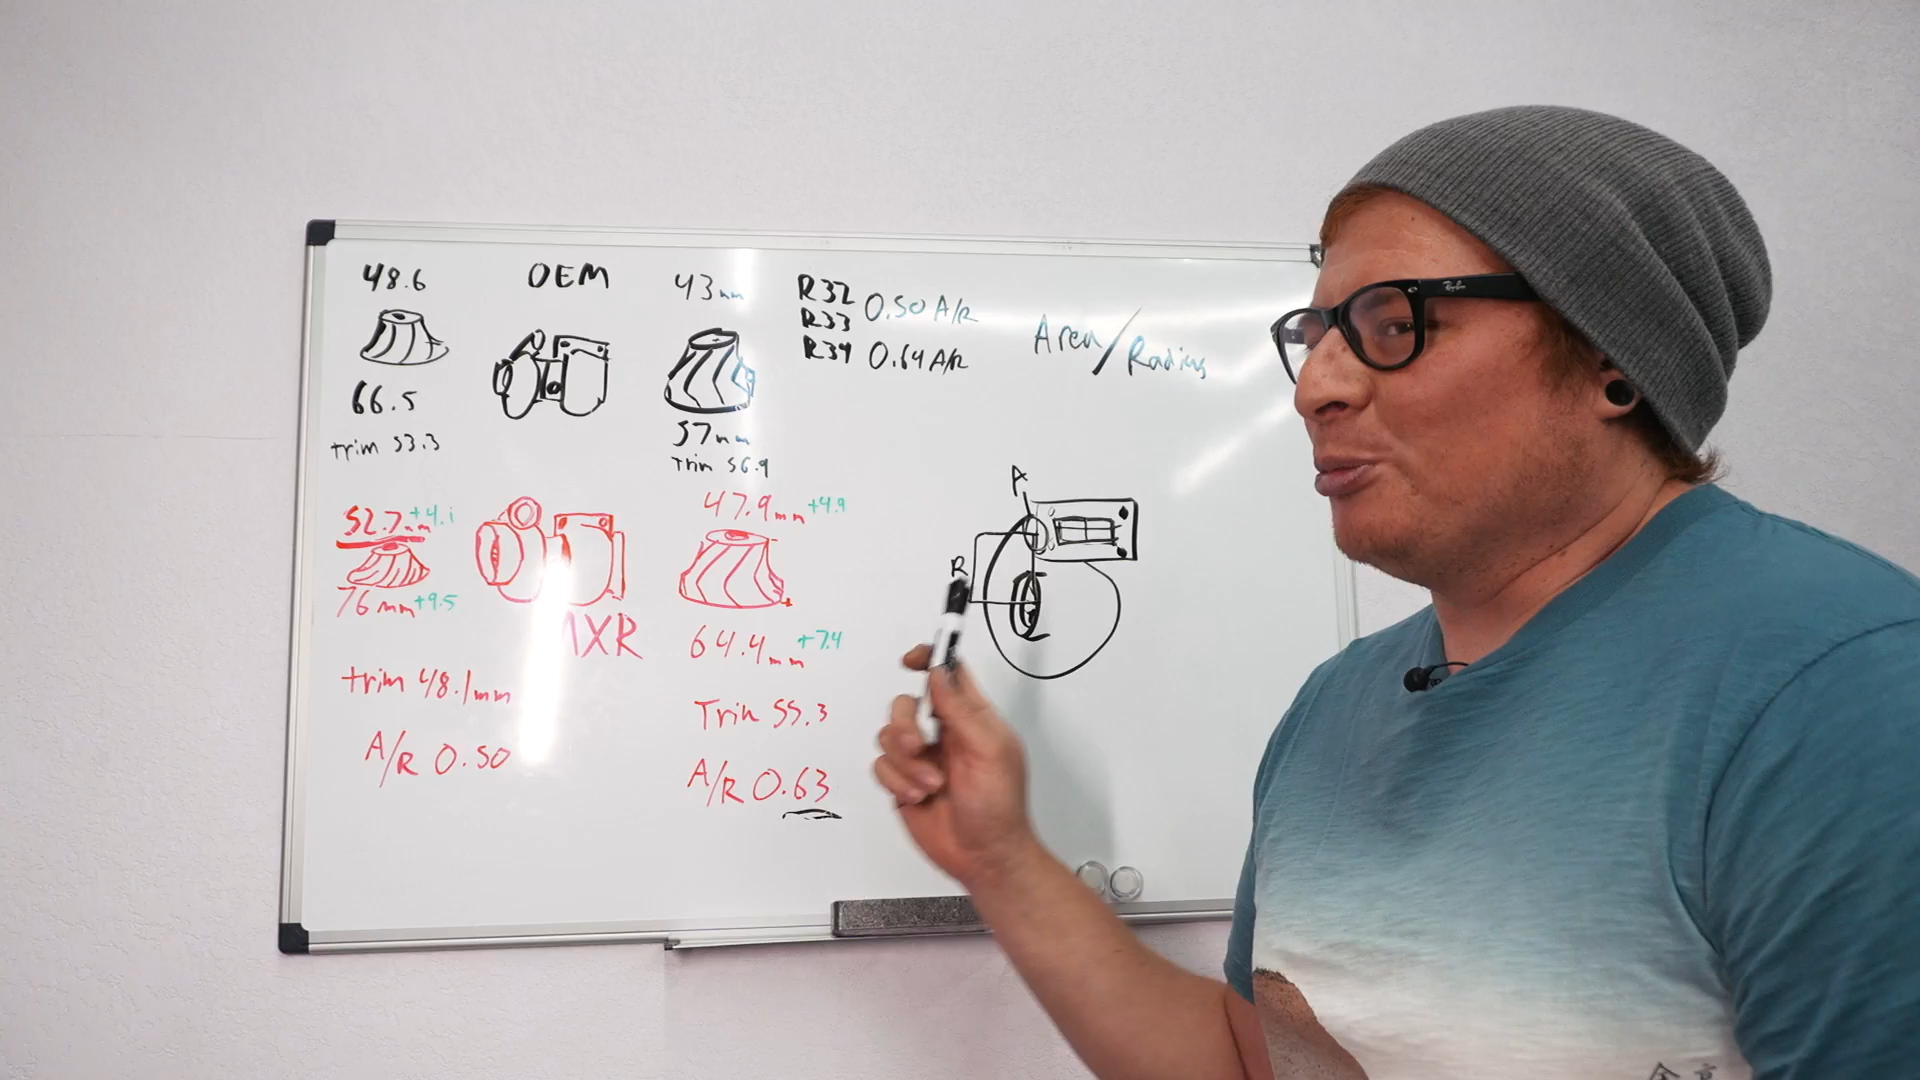 48.6
OEM
43mm
66.5
trim 53.3
57mm
Trim 56.9
R32
R33
0.50 A/R
R34
0.64 A/R
Area/Radius
52.7mm +4.1
76mm +9.5
trim 48.1mm
A/R 0.50
XR
47.9mm +4.9
64.4mm +7.4
Trim 55.3
A/R 0.63
A
R
Ray-Ban